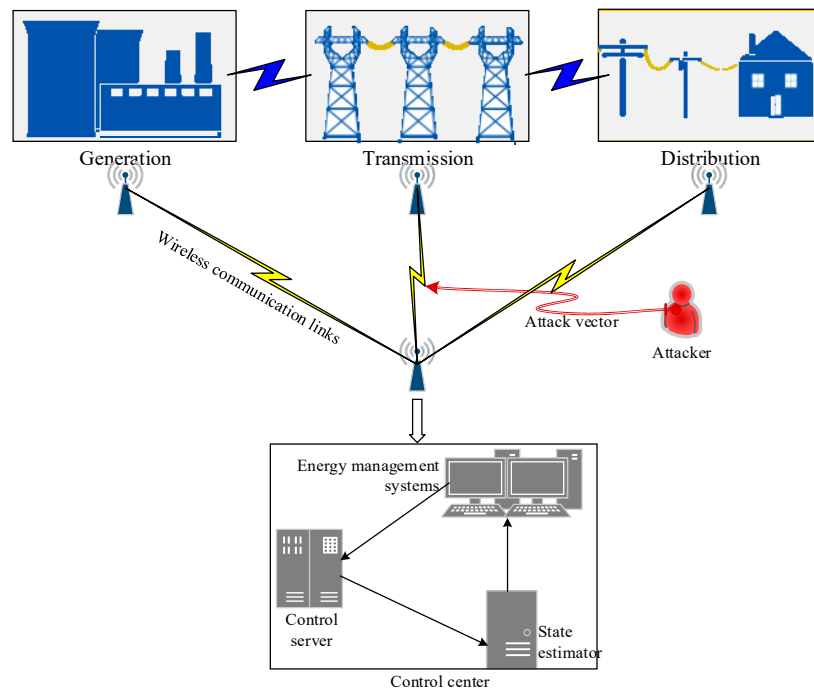 Generation
Transmission
Distribution
Wireless communication links
Attack vector
Attacker
Energy management
systems
Control
server
State
estimator
Control center